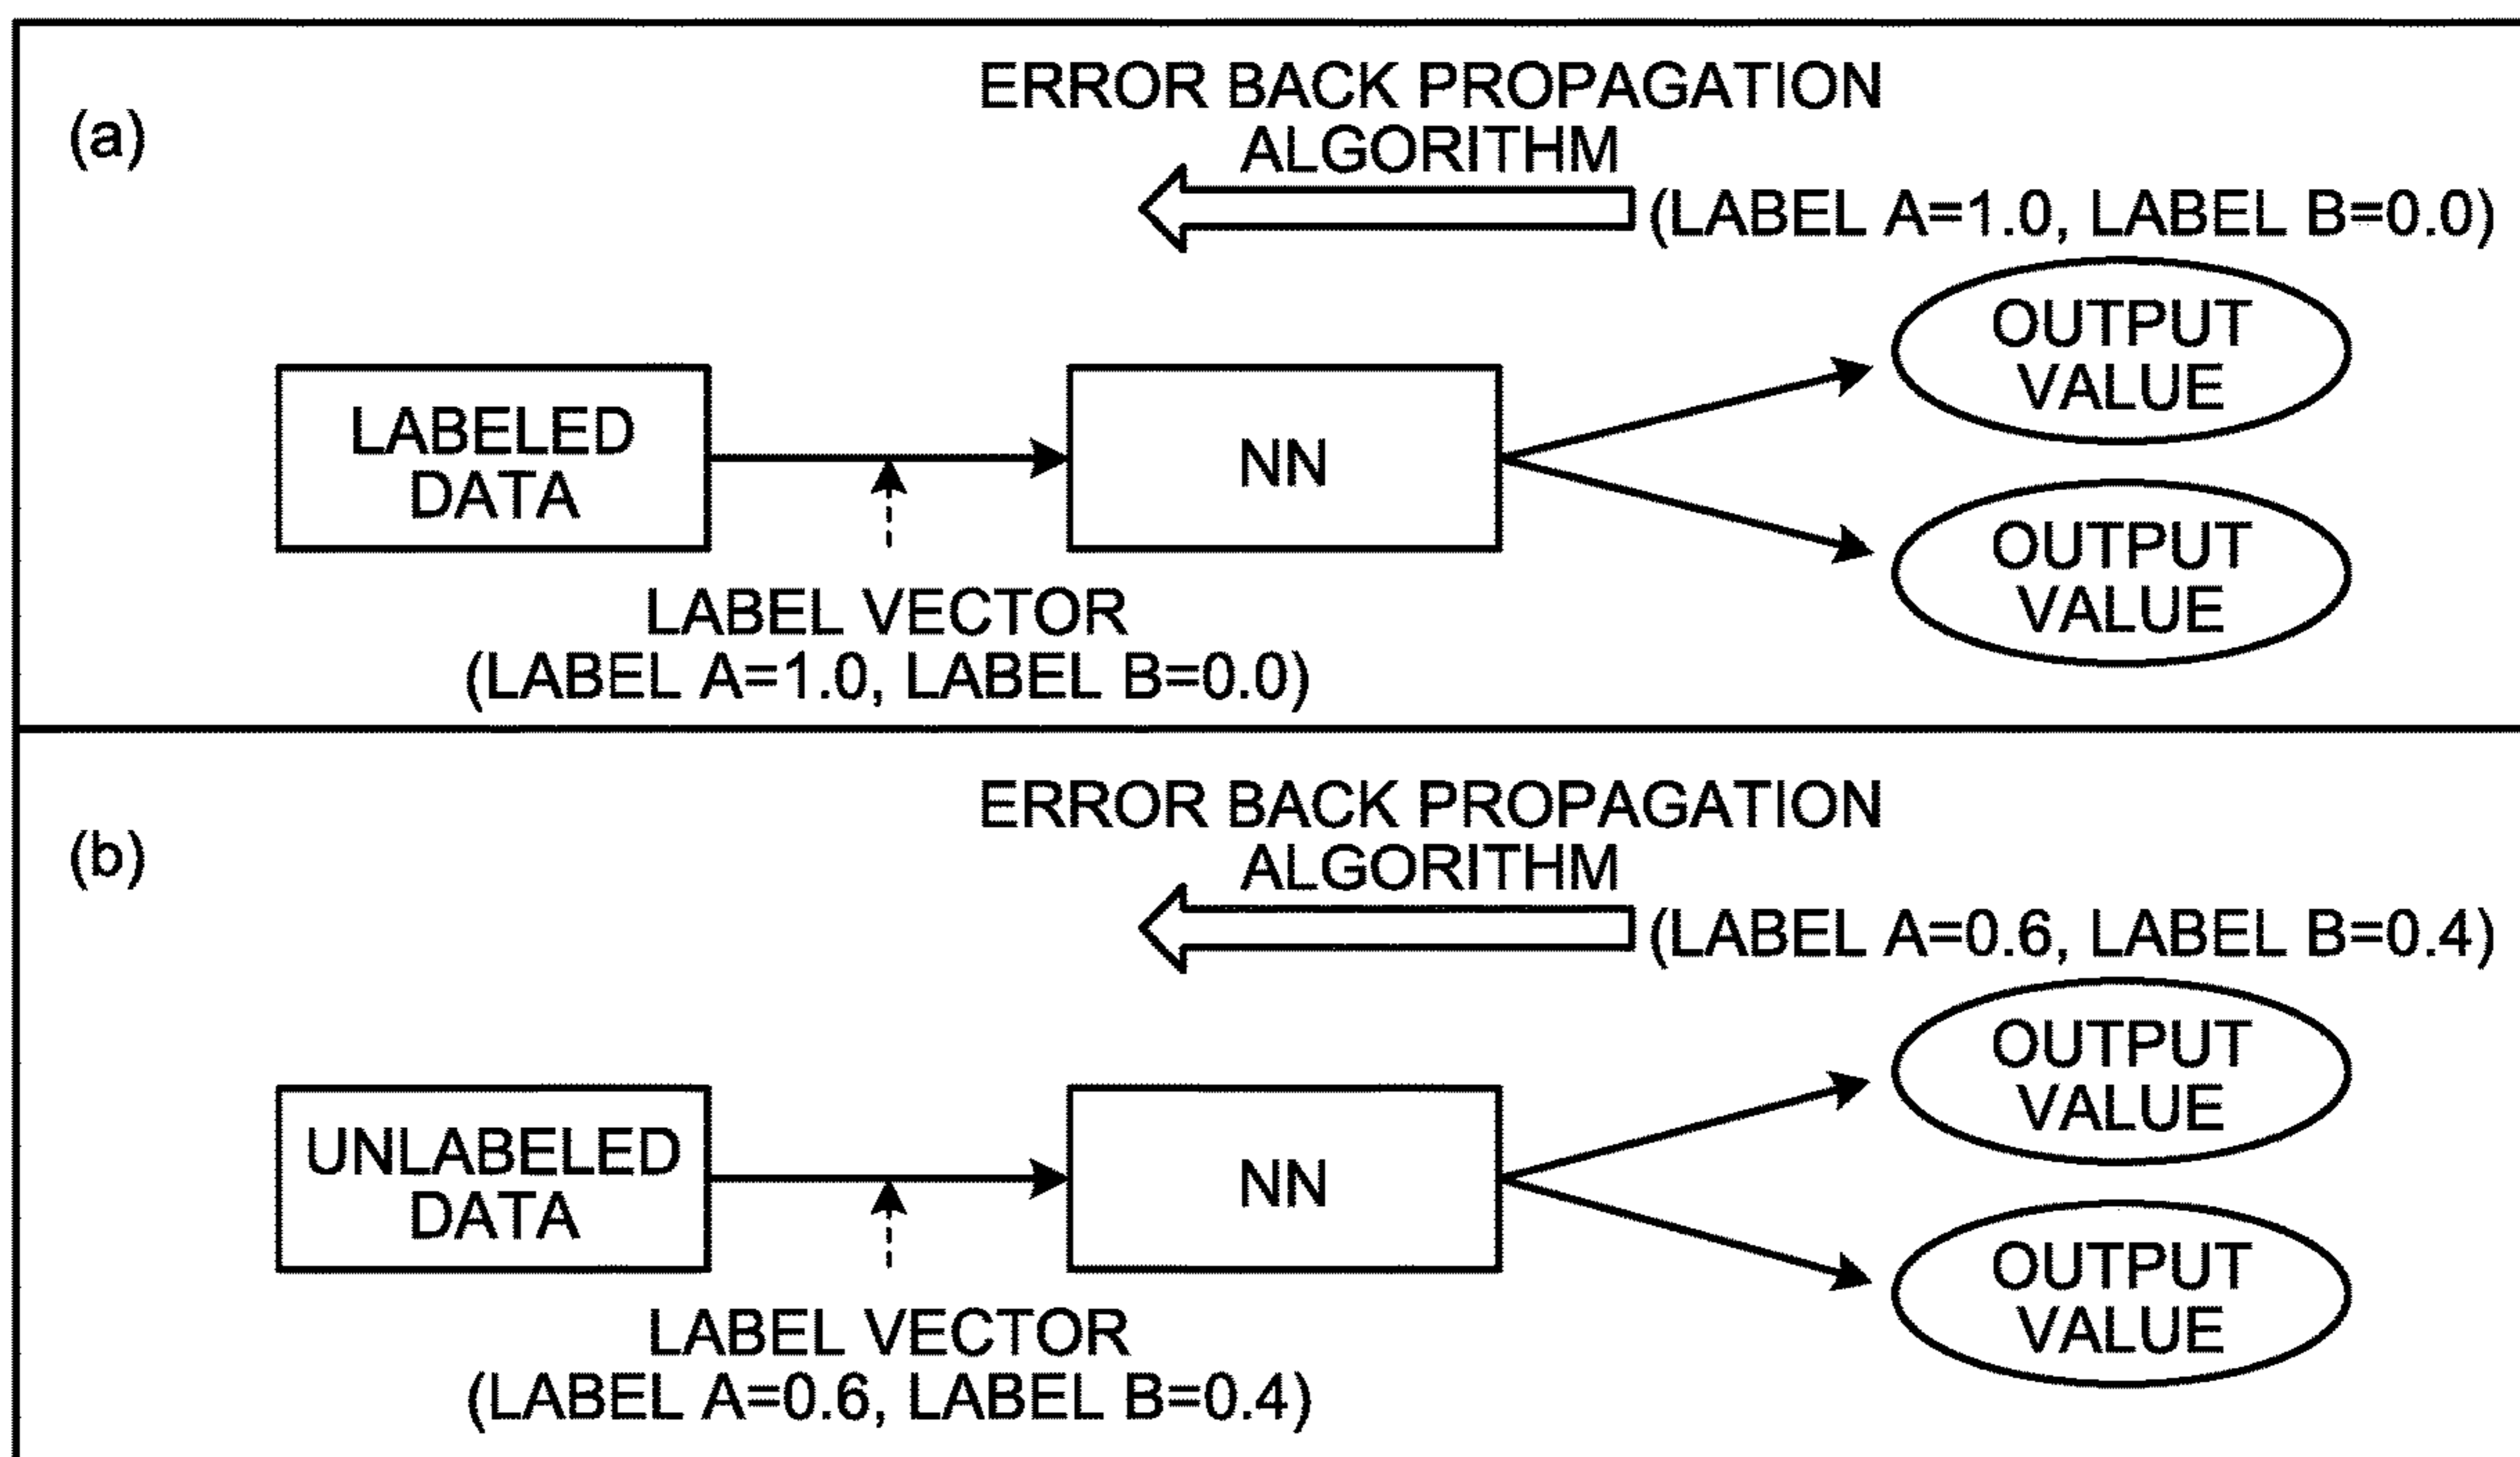 (a)
ERROR BACK PROPAGATION
ALGORITHM
(LABEL A=1.0, LABEL B=0.0)
LABELED
DATA
NN
OUTPUT
VALUE
OUTPUT
VALUE
LABEL VECTOR
(LABEL A=1.0, LABEL B=0.0)
(b)
ERROR BACK PROPAGATION
ALGORITHM
(LABEL A=0.6, LABEL B=0.4)
UNLABELED
DATA
NN
OUTPUT
VALUE
OUTPUT
VALUE
LABEL VECTOR
(LABEL A=0.6, LABEL B=0.4)